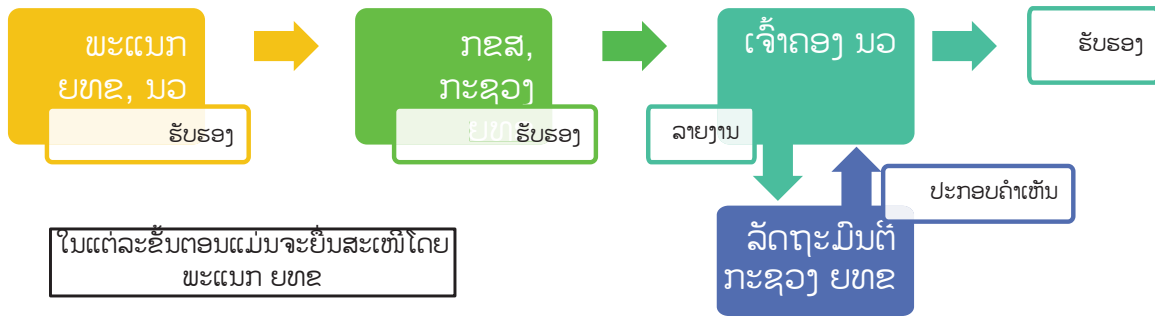 ພະແນກ
ຍທຂ, ນວ
ຮັບຮອງ
ກຂສ,
ກະຊວງ
ຍທຂ
ຮັບຮອງ
ເຈົ້າຄອງ ນວ
ລາຍງານ
ຮັບຮອງ
ປະກອບຄຳເຫັນ
ລັດຖະມົນຕີ
ກະຊວງ ຍທຂ
ໃນແຕ່ລະຂັ້ນຕອນແມ່ນຈະຍື່ນສະເໜີໂດຍ
ພະແນກ ຍທຂ